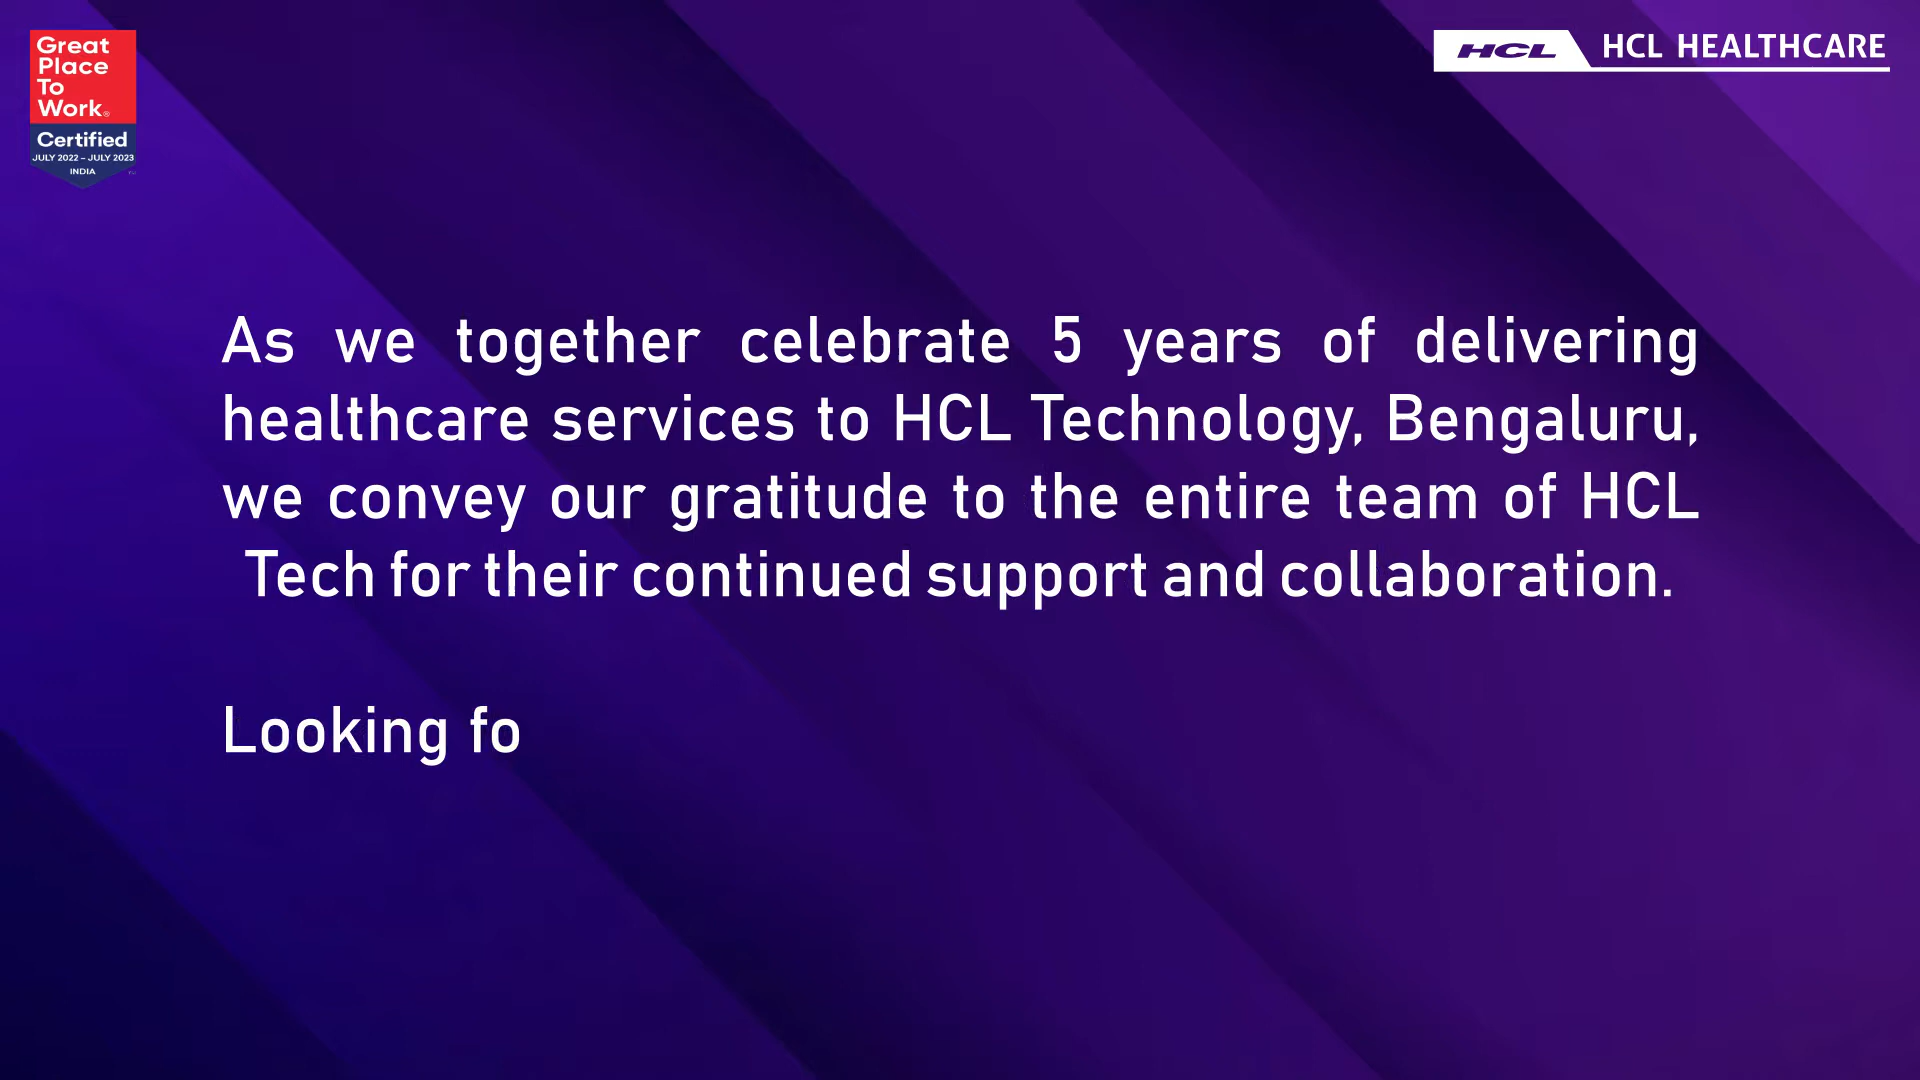 Great
Place
To
Work®
Certified
JULY 2022 – JULY 2023
INDIA
HCL HCL HEALTHCARE
As we together celebrate 5 years of delivering
healthcare services to HCL Technology, Bengaluru,
we convey our gratitude to the entire team of HCL
Tech for their continued support and collaboration.
Looking fo